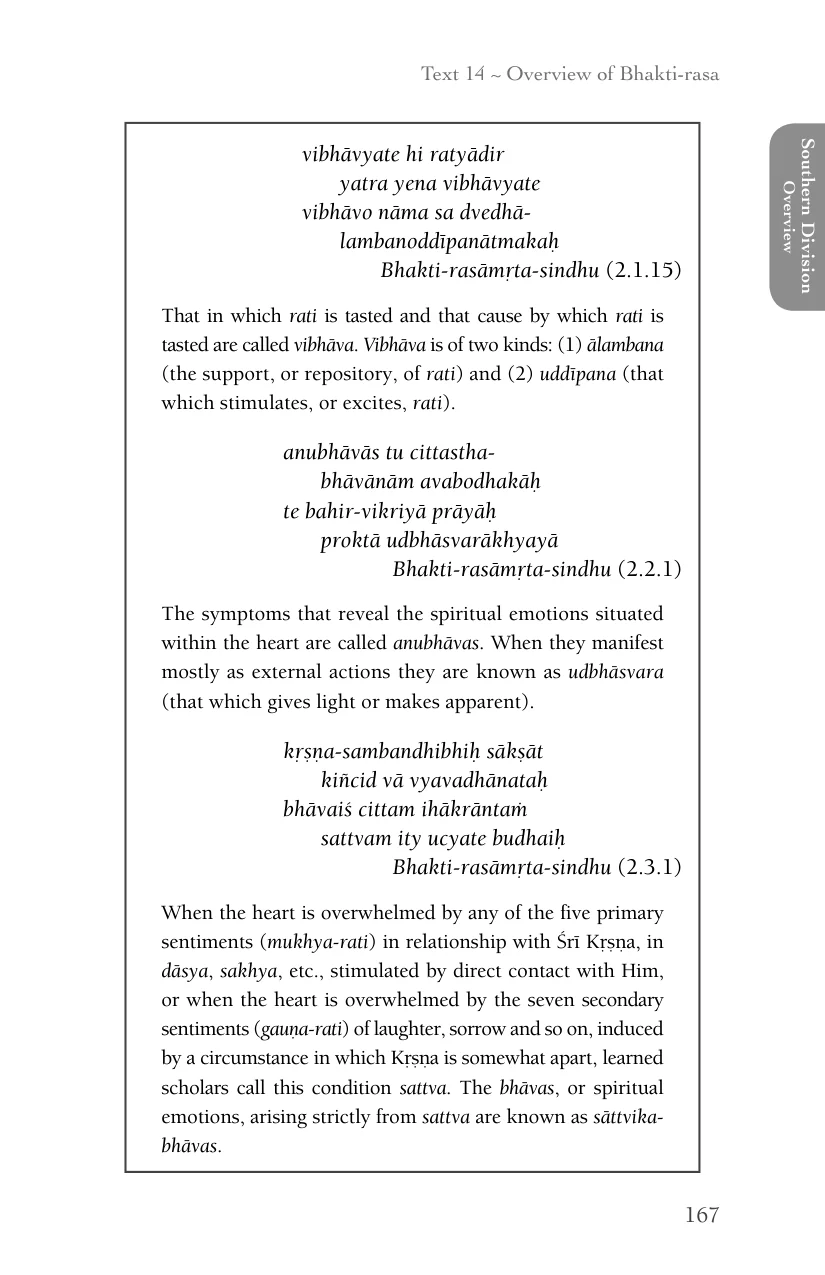 Text 14 ~ Overview of Bhakti-rasa
Southern Division
Overview
vibhāvyate hi ratyādir
yatra yena vibhāvyate
vibhāvo nāma sa dvedhā-
lambanoddīpanātmakaḥ
Bhakti-rasāmṛta-sindhu (2.1.15)
That in which rati is tasted and that cause by which rati is
tasted are called vibhāva. Vibhāva is of two kinds: (1) ālambana
(the support, or repository, of rati) and (2) uddīpana (that
which stimulates, or excites, rati).
anubhāvās tu cittastha-
bhāvānām avabodhakāḥ
te bahir-vikriyā prāyāḥ
proktā udbhāsvarākhyayā
Bhakti-rasāmṛta-sindhu (2.2.1)
The symptoms that reveal the spiritual emotions situated
within the heart are called anubhāvas. When they manifest
mostly as external actions they are known as udbhāsvara
(that which gives light or makes apparent).
kṛṣṇa-sambandhibhiḥ sākṣāt
kiñcid vā vyavadhānataḥ
bhāvaiś cittam ihākrāntaṁ
sattvam ity ucyate budhaiḥ
Bhakti-rasāmṛta-sindhu (2.3.1)
When the heart is overwhelmed by any of the five primary
sentiments (mukhya-rati) in relationship with Śrī Kṛṣṇa, in
dāsya, sakhya, etc., stimulated by direct contact with Him,
or when the heart is overwhelmed by the seven secondary
sentiments (gauṇa-rati) of laughter, sorrow and so on, induced
by a circumstance in which Kṛṣṇa is somewhat apart, learned
scholars call this condition sattva. The bhāvas, or spiritual
emotions, arising strictly from sattva are known as sāttvika-
bhāvas.
167